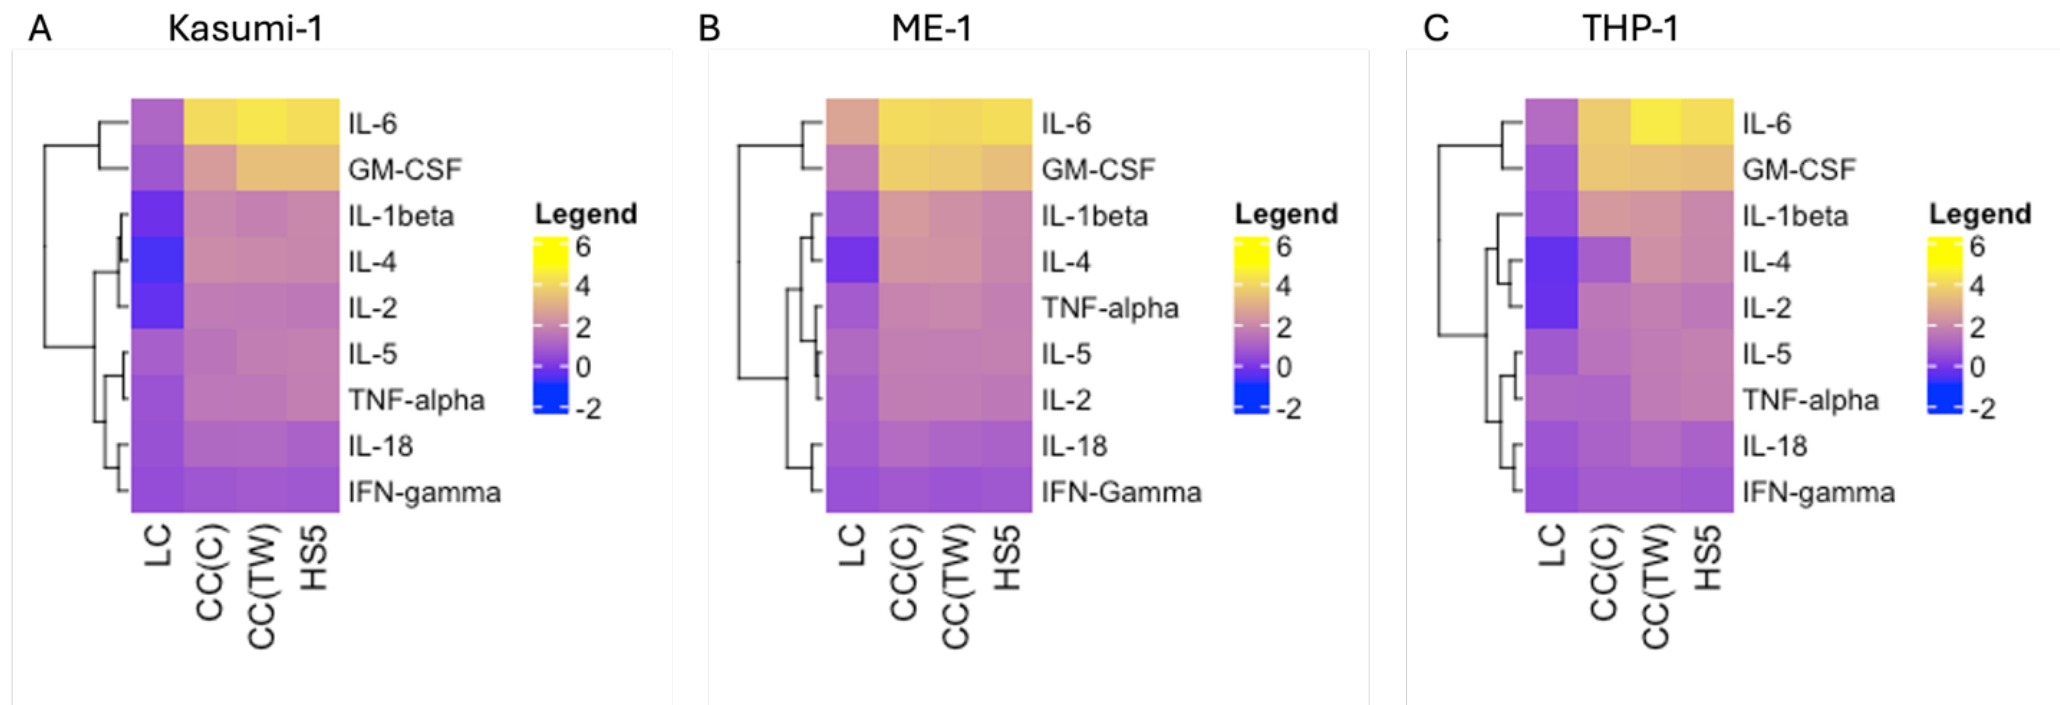 A Kasumi-1
IL-6
GM-CSF
IL-1beta
IL-4
IL-2
IL-5
TNF-alpha
IL-18
IFN-gamma
LC
CC(C)
CC(TW)
HS5
Legend
6
4
2
0
-2
B ME-1
IL-6
GM-CSF
IL-1beta
IL-4
TNF-alpha
IL-5
IL-2
IL-18
IFN-Gamma
LC
CC(C)
CC(TW)
HS5
Legend
6
4
2
0
-2
C THP-1
IL-6
GM-CSF
IL-1beta
IL-4
IL-2
IL-5
TNF-alpha
IL-18
IFN-gamma
LC
CC(C)
CC(TW)
HS5
Legend
6
4
2
0
-2